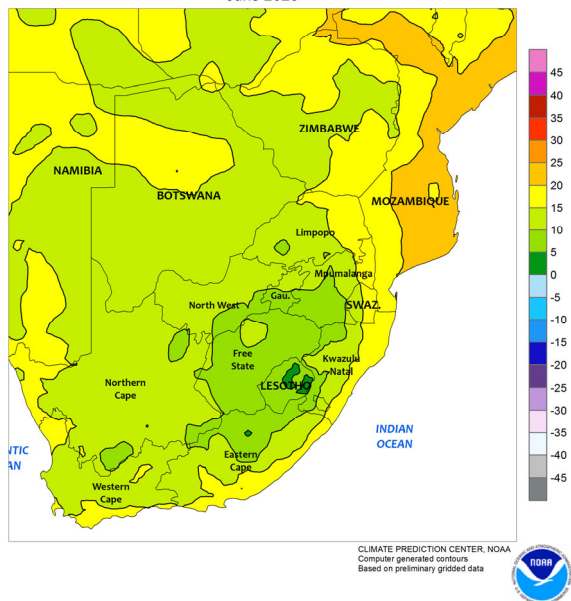 ZIMBABWE
NAMIBIA
BOTSWANA
MOZAMBIQUE
Limpopo
Mpumalanga
Gau.
North West
SWAZ.
Free
State
Kwazulu
Natal
LESOTHO
Northern
Cape
INDIAN
OCEAN
NTIC
AN
Eastern
Cape
Western
Cape
45
40
35
30
25
20
15
10
5
0
-5
-10
-15
-20
-25
-30
-35
-40
-45
CLIMATE PREDICTION CENTER, NOAA
Computer generated contours
Based on preliminary gridded data
NOAA